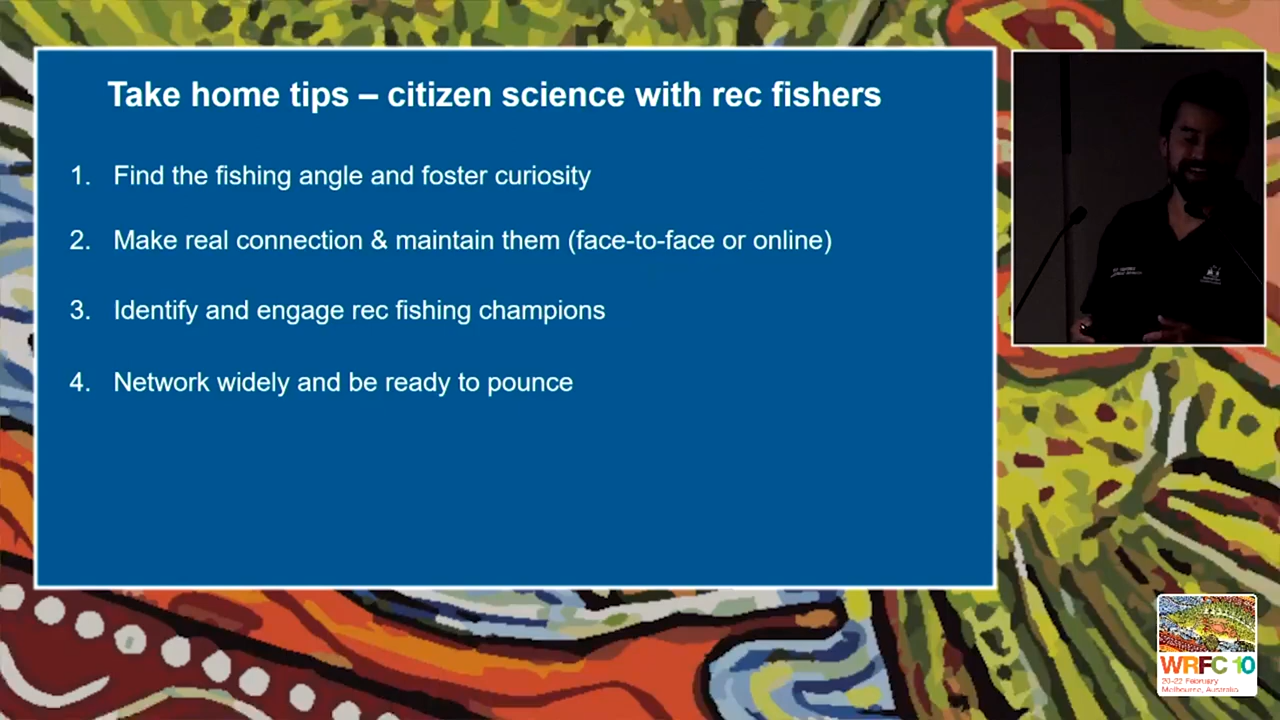 Take home tips – citizen science with rec fishers
1. Find the fishing angle and foster curiosity
2. Make real connection & maintain them (face-to-face or online)
3. Identify and engage rec fishing champions
4. Network widely and be ready to pounce
WRFC 10
20-22 February
Melbourne, Australia